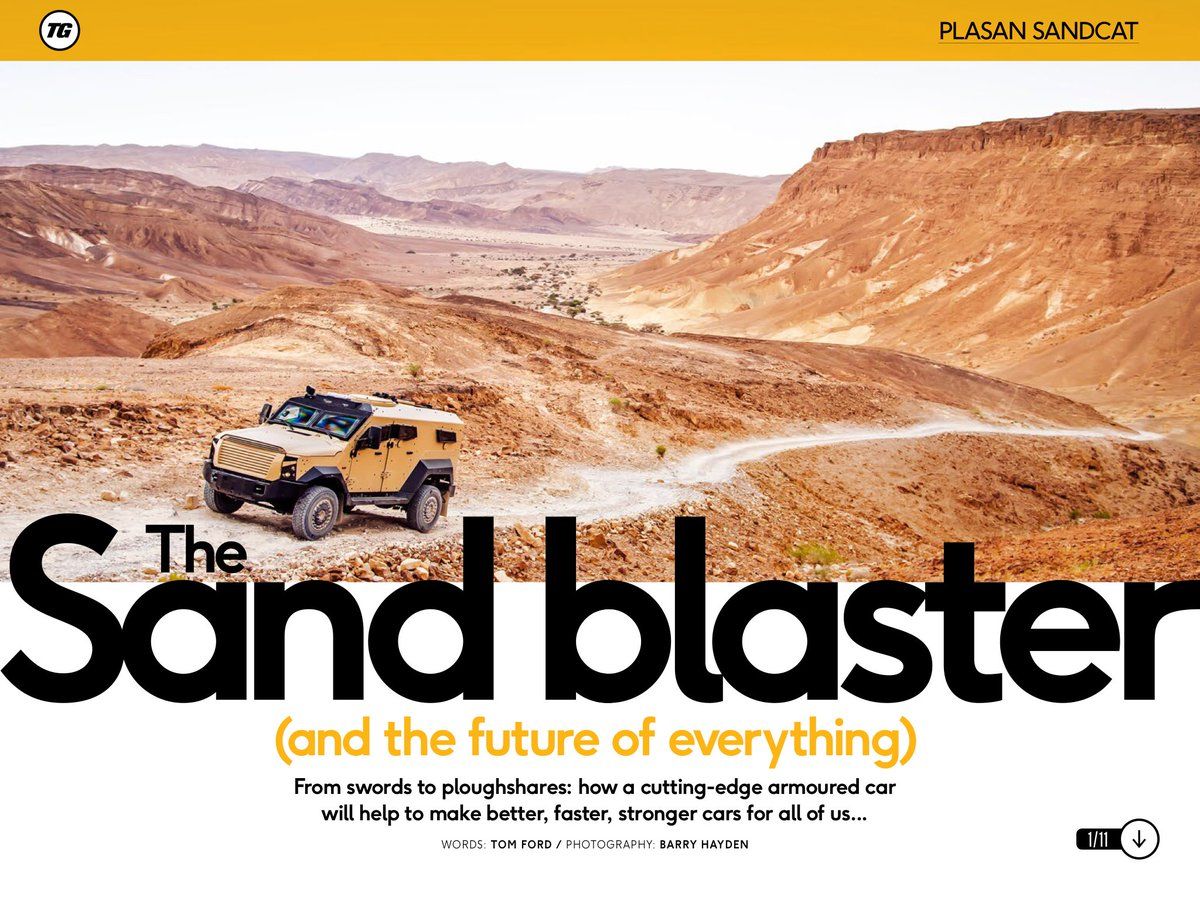 TG
PLASAN SANDCAT
The
Sand blaster
(and the future of everything)
From swords to ploughshares: how a cutting-edge armoured car
will help to make better, faster, stronger cars for all of us...
WORDS: TOM FORD / PHOTOGRAPHY: BARRY HAYDEN
1/11